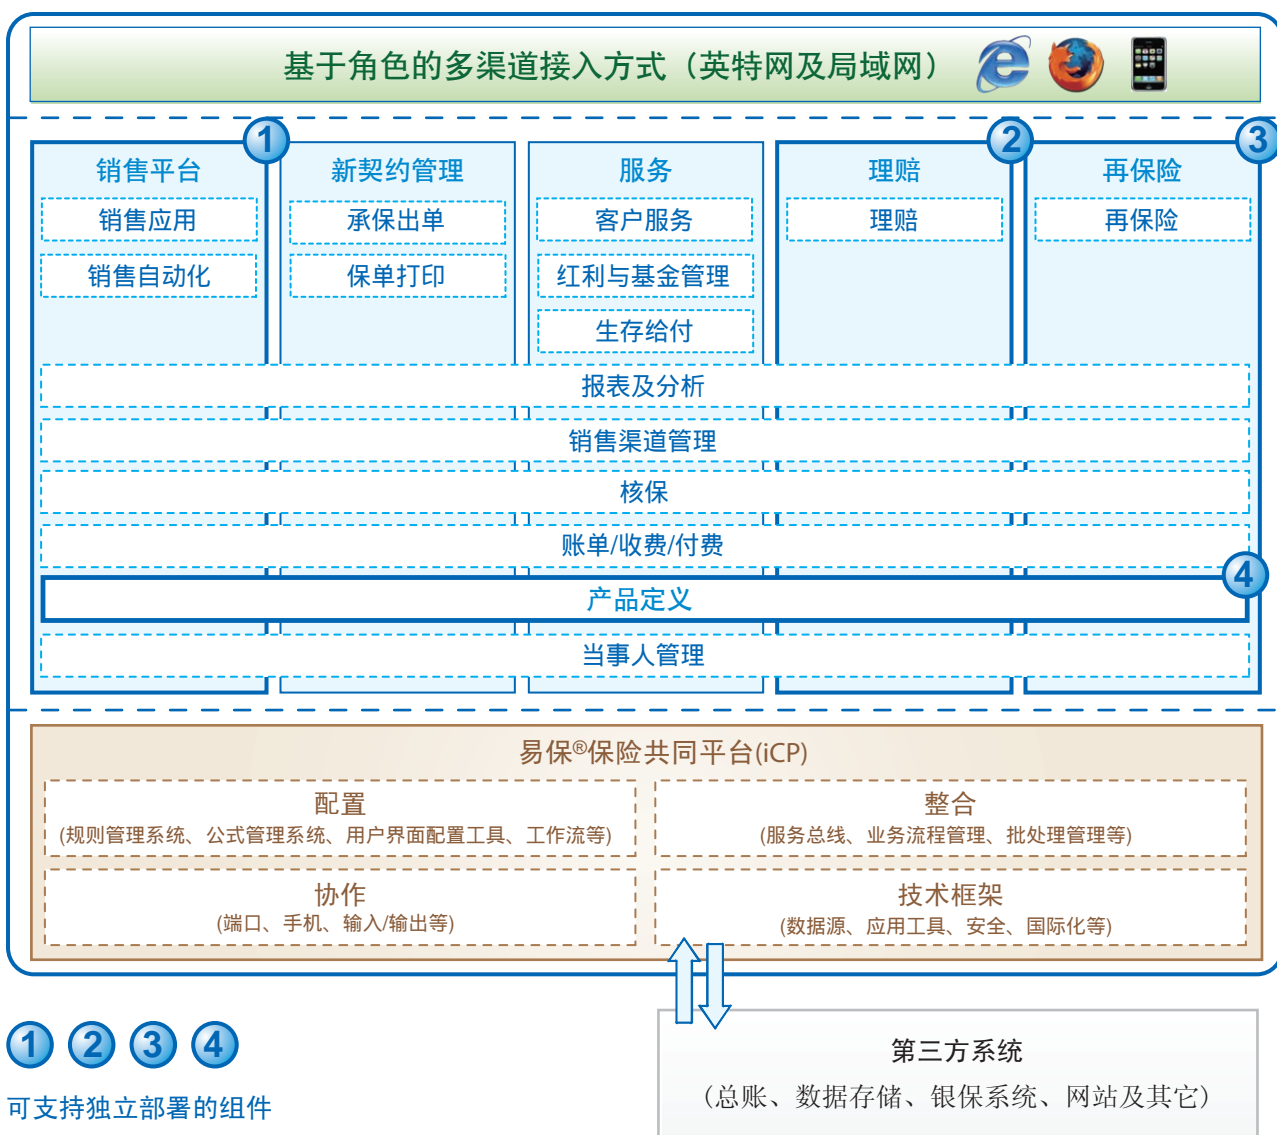 基于角色的多渠道接入方式（英特网及局域网）
1
2
3
销售平台
新契约管理
服务
理赔
再保险
销售应用
承保出单
客户服务
理赔
再保险
销售自动化
保单打印
红利与基金管理
生存给付
报表及分析
销售渠道管理
核保
账单/收费/付费
4
产品定义
当事人管理
易保®保险共同平台(iCP)
配置
(规则管理系统、公式管理系统、用户界面配置工具、工作流等)
整合
(服务总线、业务流程管理、批处理管理等)
协作
(端口、手机、输入/输出等)
技术框架
(数据源、应用工具、安全、国际化等)
1 2 3 4
可支持独立部署的组件
第三方系统
（总账、数据存储、银保系统、网站及其它）